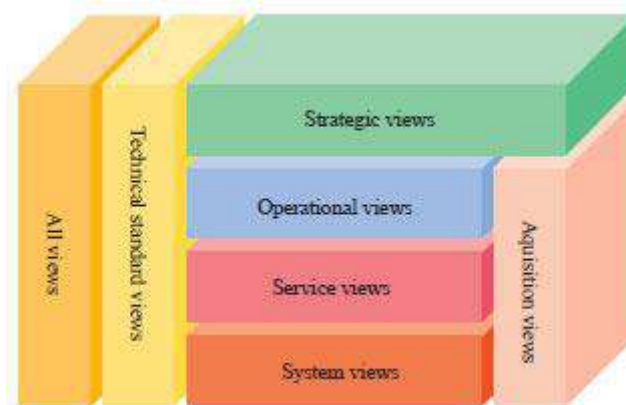 All views
Technical standard views
Strategic views
Operational views
Service views
System views
Aquisition views